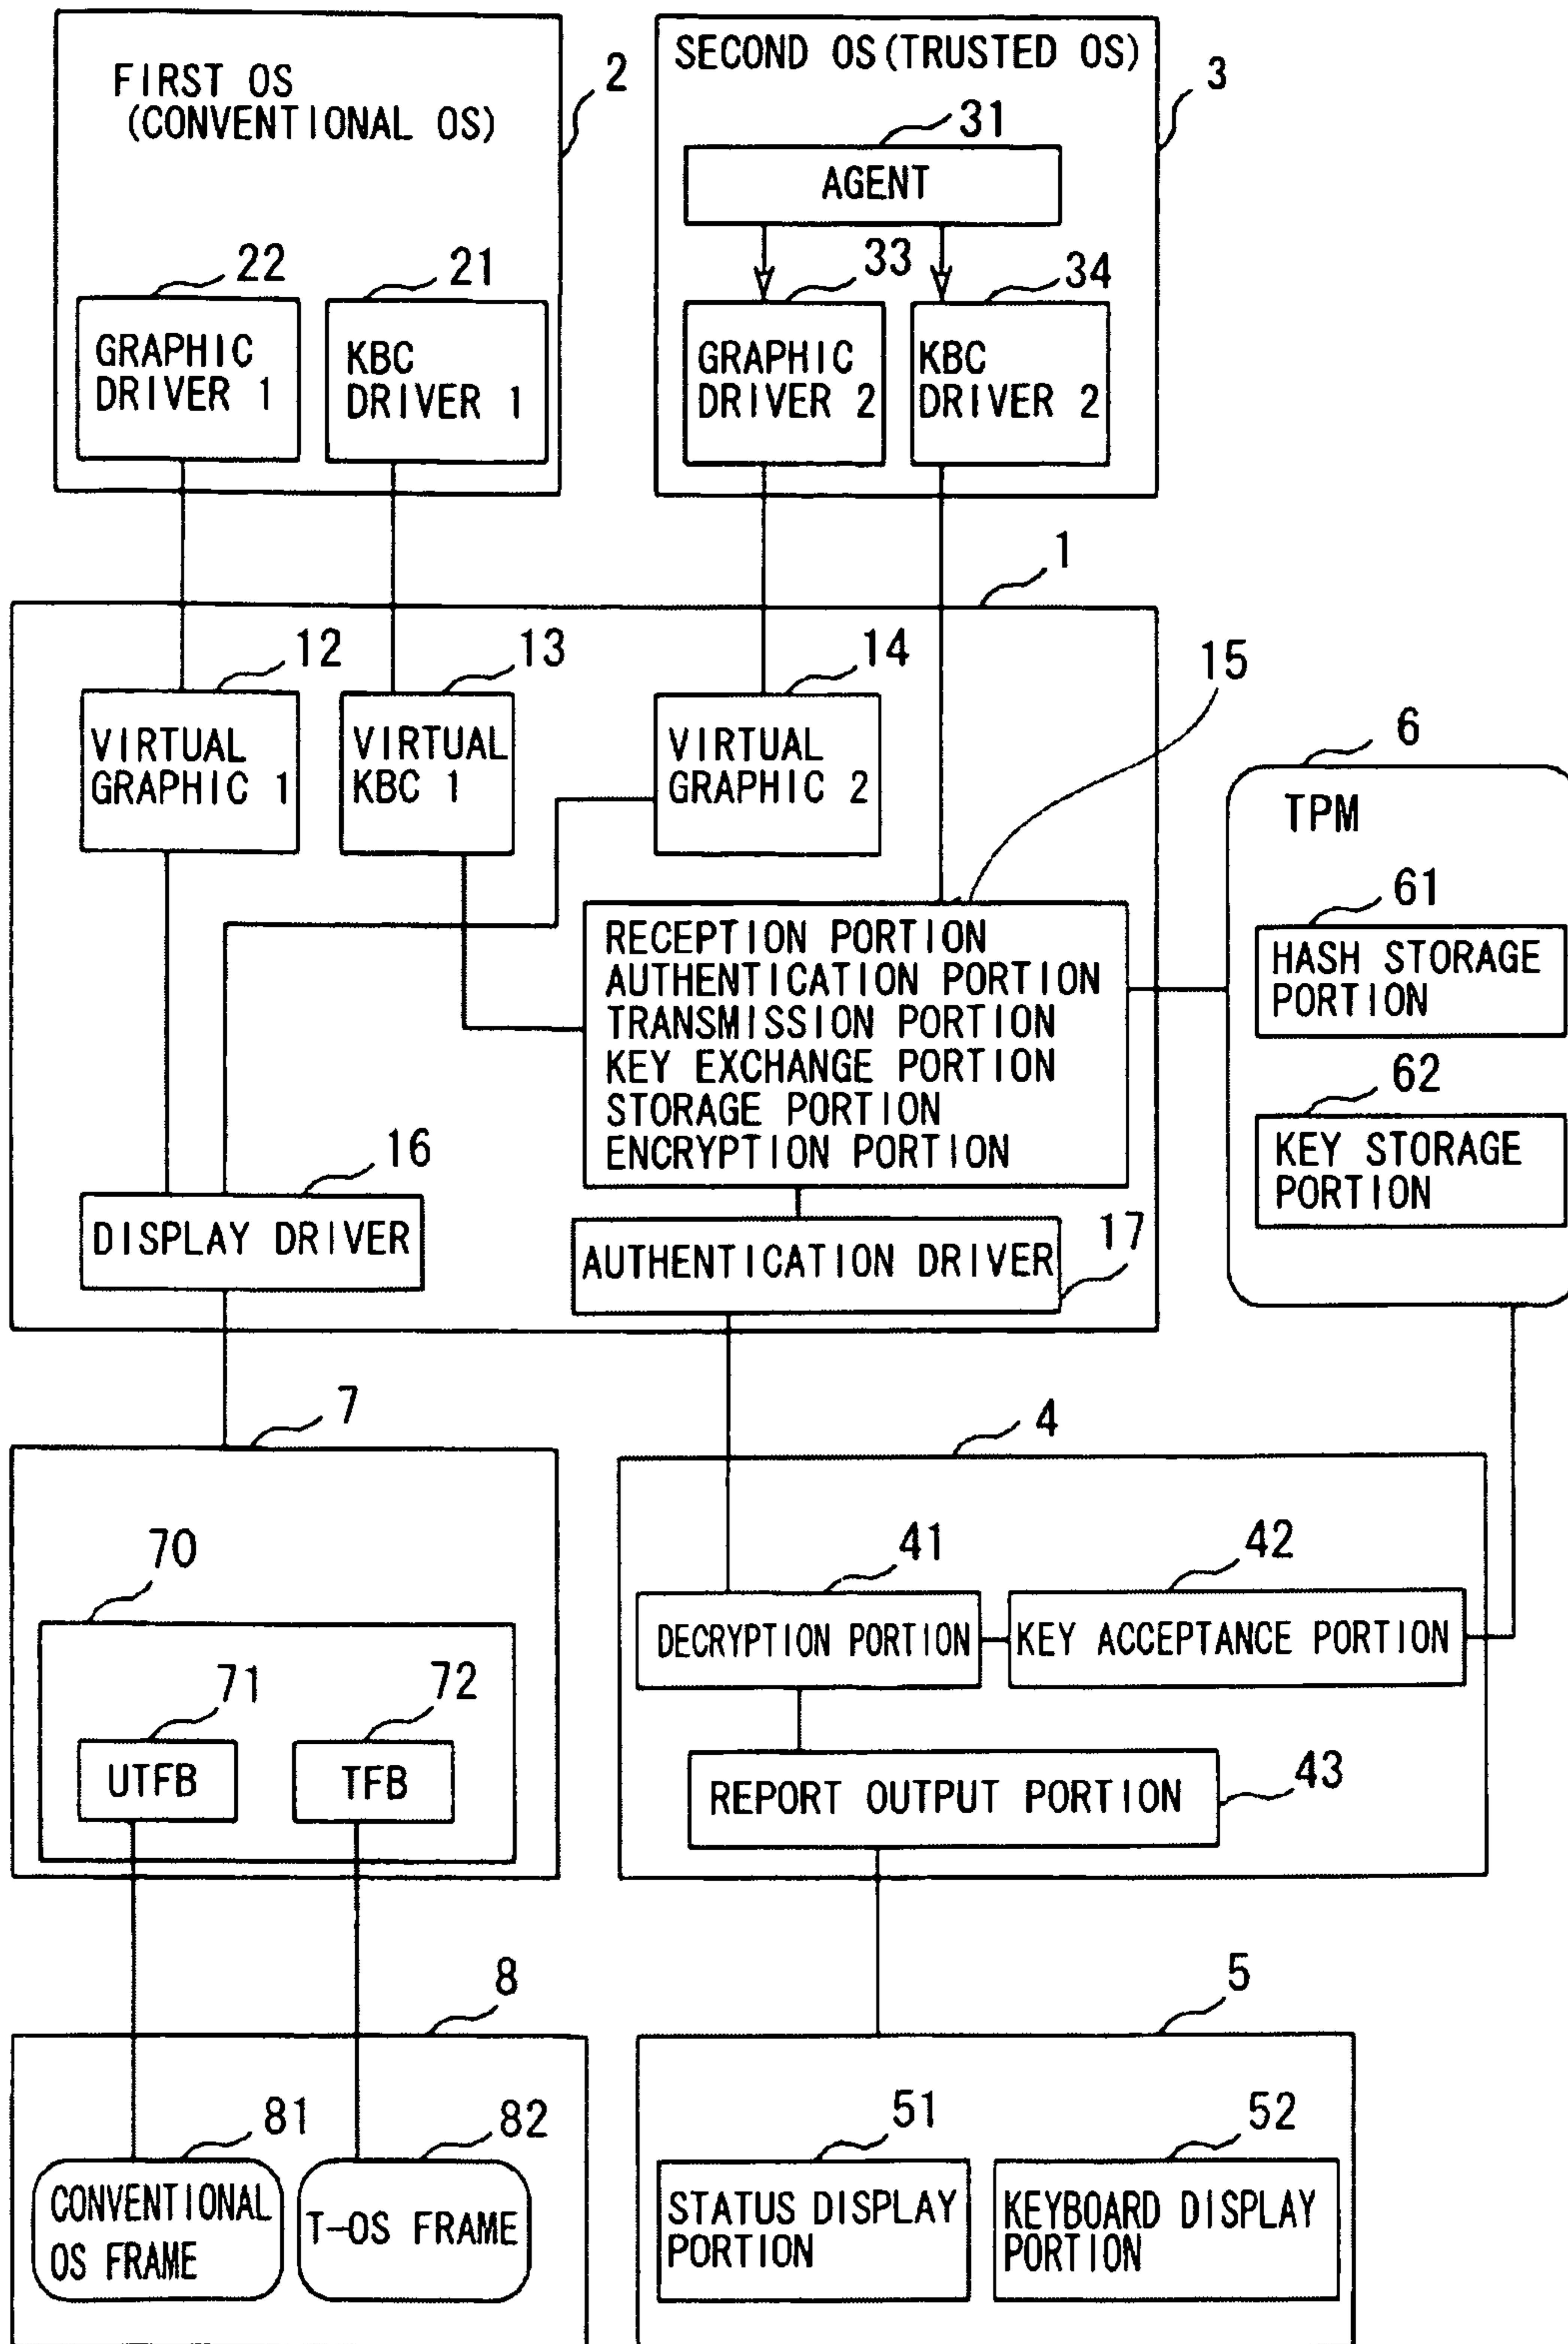 FIRST OS
(CONVENTIONAL OS)
2
SECOND OS(TRUSTED OS)
3
31
AGENT
22
21
33
34
GRAPHIC
DRIVER 1
KBC
DRIVER 1
GRAPHIC
DRIVER 2
KBC
DRIVER 2
1
12
13
14
15
VIRTUAL
GRAPHIC 1
VIRTUAL
KBC 1
VIRTUAL
GRAPHIC 2
6
TPM
61
HASH STORAGE
PORTION
62
KEY STORAGE
PORTION
RECEPTION PORTION
AUTHENTICATION PORTION
TRANSMISSION PORTION
KEY EXCHANGE PORTION
STORAGE PORTION
ENCRYPTION PORTION
16
DISPLAY DRIVER
17
AUTHENTICATION DRIVER
7
4
70
41
42
DECRYPTION PORTION
KEY ACCEPTANCE PORTION
71
72
UTFB
TFB
43
REPORT OUTPUT PORTION
8
5
81
82
51
52
CONVENTIONAL
OS FRAME
T-OS FRAME
STATUS DISPLAY
PORTION
KEYBOARD DISPLAY
PORTION